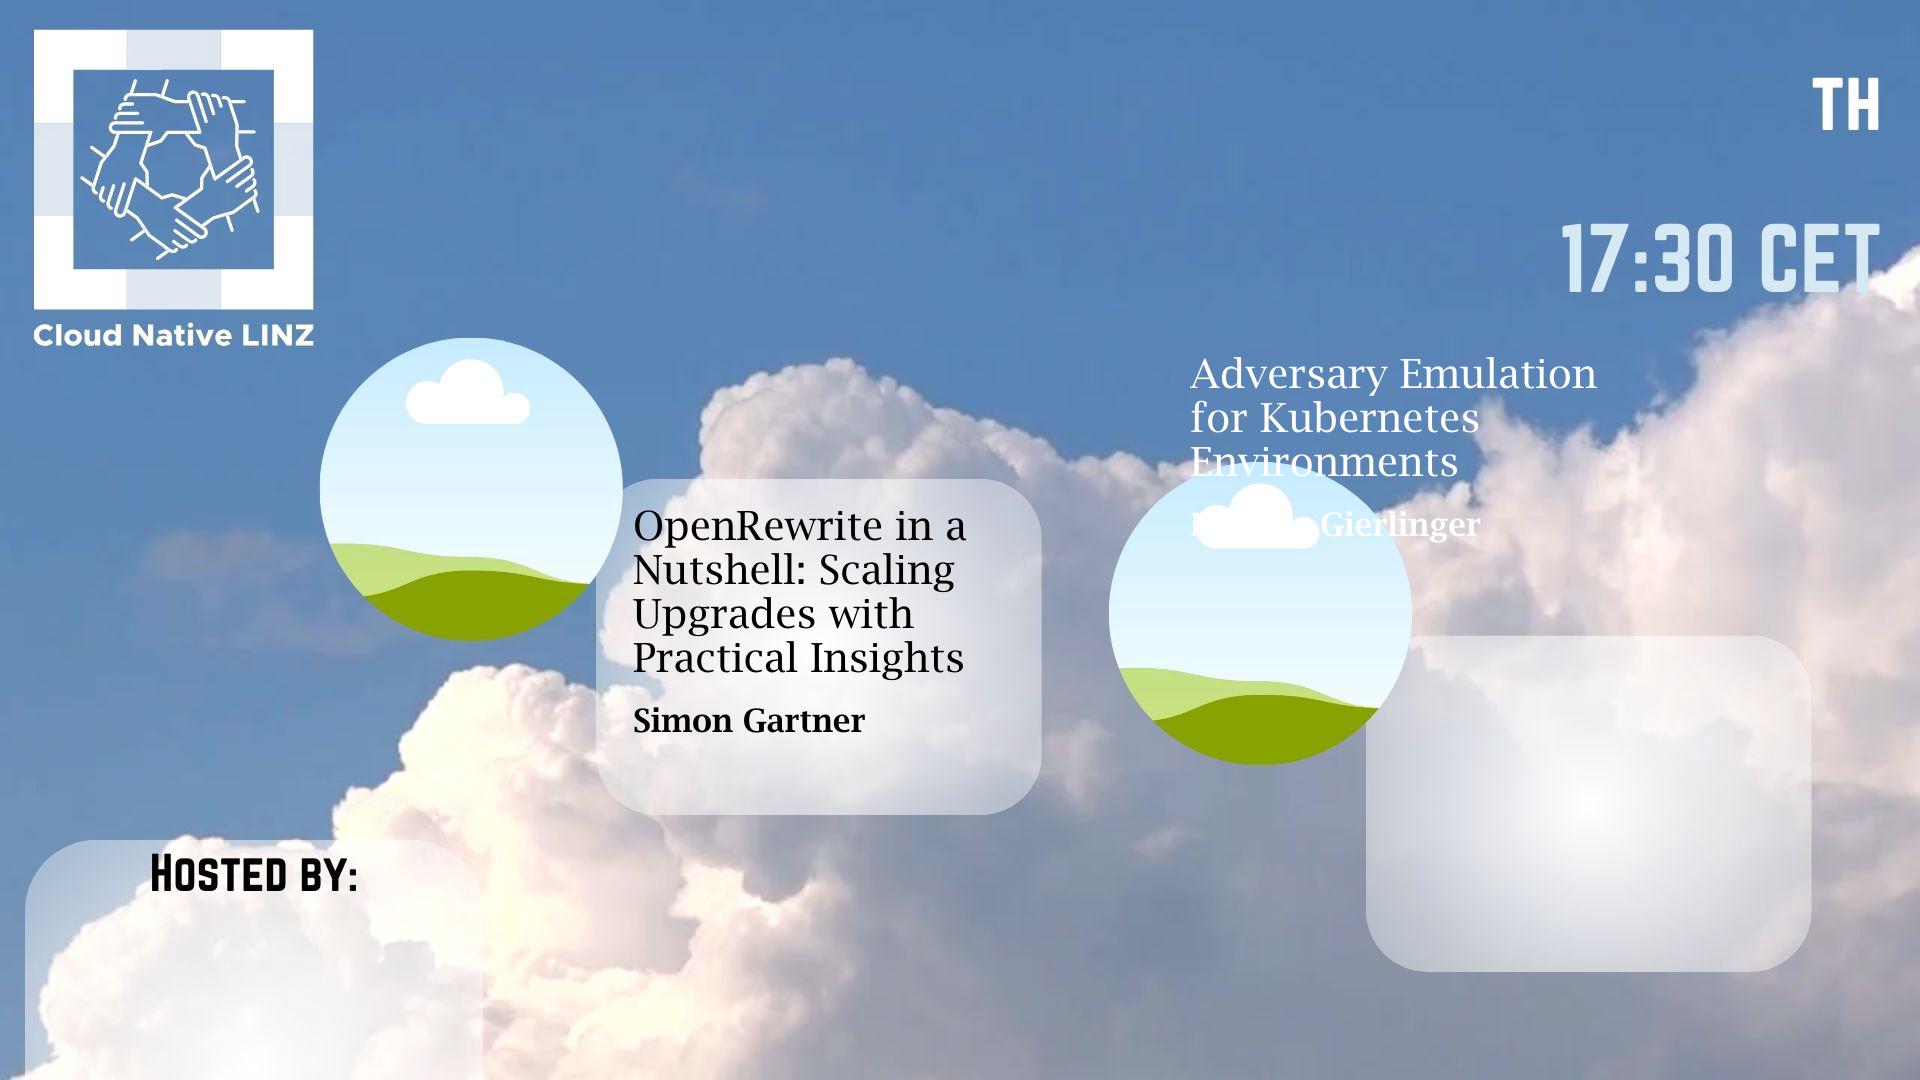 Cloud Native LINZ
TH
17:30 CET
OpenRewrite in a
Nutshell: Scaling
Upgrades with
Practical Insights
Simon Gartner
Adversary Emulation
for Kubernetes
Environments
Gierlinger
Hosted by: